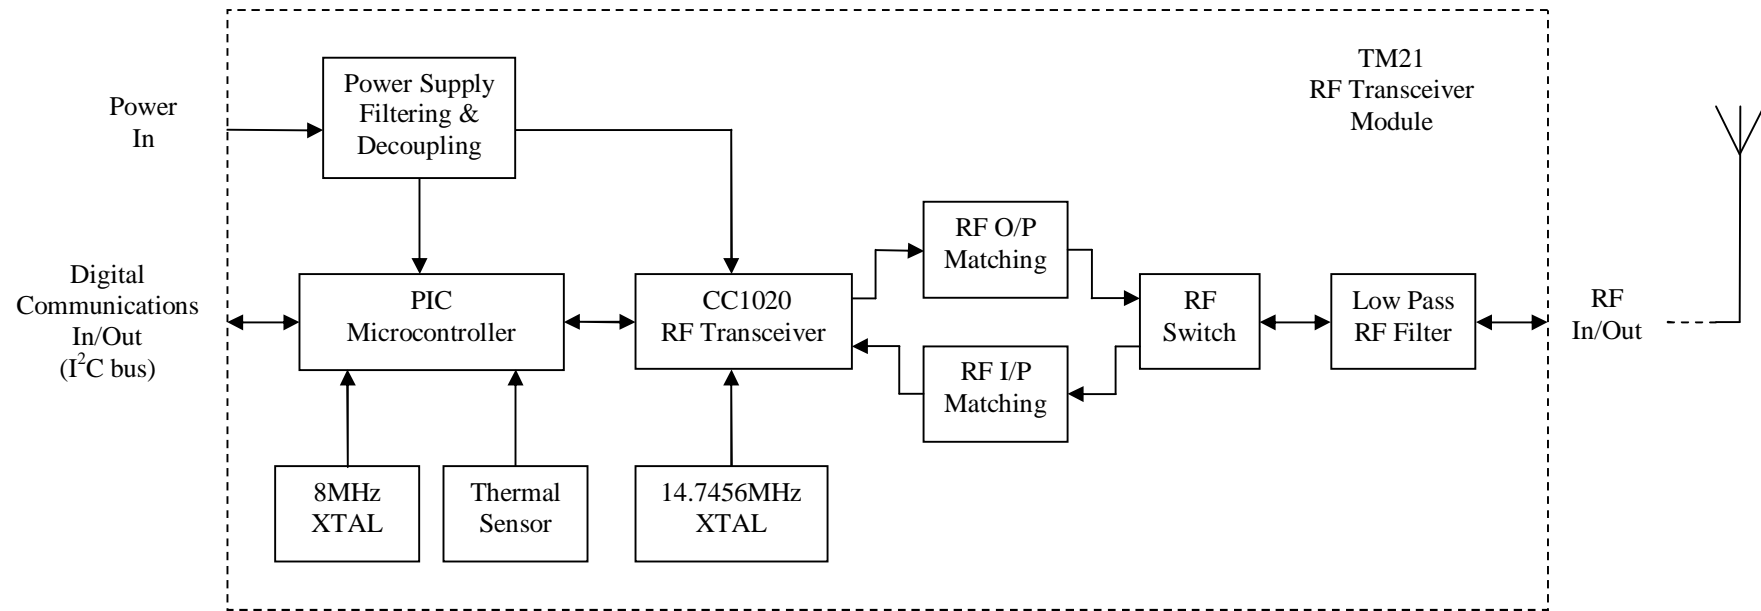 TM21
RF Transceiver
Module
Power
In
Power Supply
Filtering &
Decoupling
Digital
Communications
In/Out
(I²C bus)
PIC
Microcontroller
CC1020
RF Transceiver
RF O/P
Matching
RF I/P
Matching
RF
Switch
Low Pass
RF Filter
RF
In/Out
8MHz
XTAL
Thermal
Sensor
14.7456MHz
XTAL